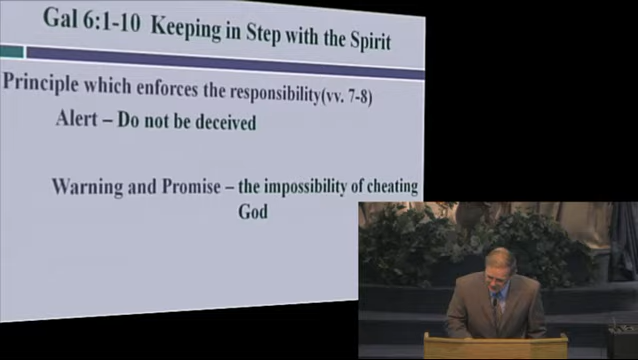 Gal 6:1-10 Keeping in Step with the Spirit
Principle which enforces the responsibility(vv. 7-8)
Alert – Do not be deceived
Warning and Promise – the impossibility of cheating
God